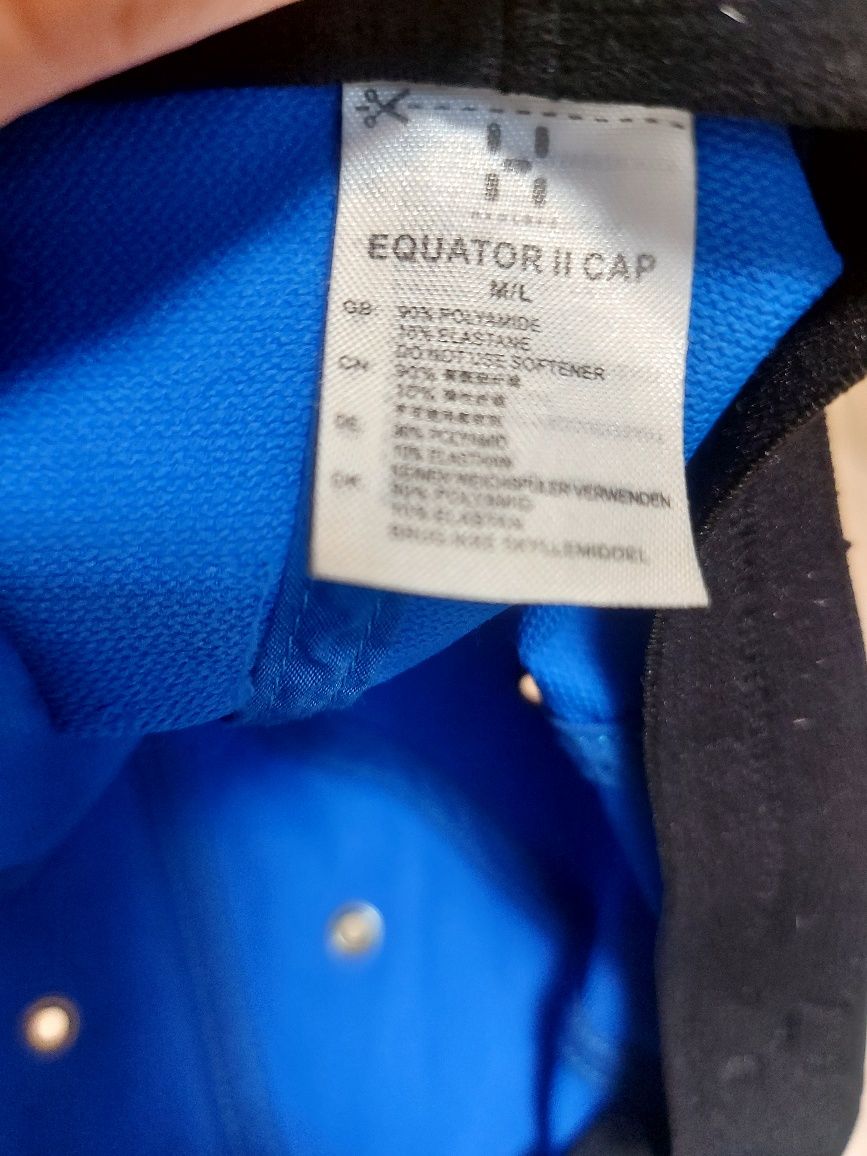 EQUATOR II CAP
M/L
GB: 90% POLYAMIDE
10% ELASTANE
DO NOT USE SOFTENER
CN: 90%
10%
DE: 90% POLYAMID
10% ELASTHAN
KEINEN WEICHSPÜLER VERWENDEN
DK: 90% POLYAMID
10% ELASTAN
BRUG IKKE SKYLLEMIDDEL